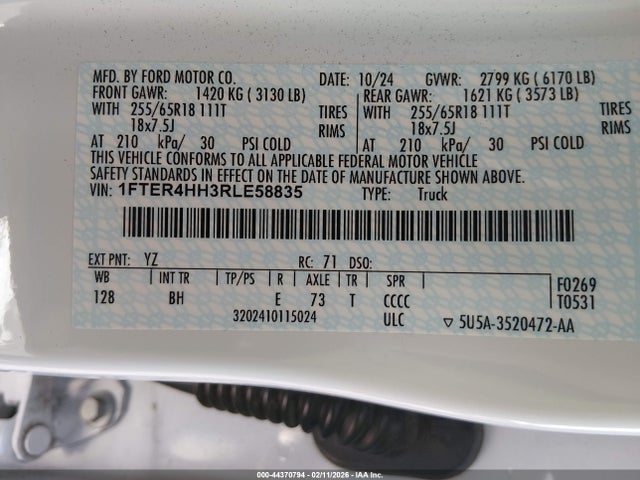 MFD. BY FORD MOTOR CO. DATE: 10/24 GVWR: 2799 KG ( 6170 LB)
FRONT GAWR: 1420 KG ( 3130 LB) REAR GAWR: 1621 KG ( 3573 LB)
WITH 255/65R18 111T TIRES WITH 255/65R18 111T TIRES
18x7.5J RIMS 18x7.5J RIMS
AT 210 kPa/ 30 PSI COLD AT 210 kPa/ 30 PSI COLD
THIS VEHICLE CONFORMS TO ALL APPLICABLE FEDERAL MOTOR VEHICLE
SAFETY STANDARDS IN EFFECT ON THE DATE OF MANUFACTURE SHOWN ABOVE.
VIN: 1FTER4HH3RLE58835 TYPE: Truck
EXT PNT: YZ RC: 71 DSO:
WB INT TR TP/PS R AXLE TR SPR F0269
128 BH E 73 T CCCC T0531
3202410115024 ULC ▽ 5U5A-3520472-AA
000-44370794 - 02/11/2026 - IAAI.COM